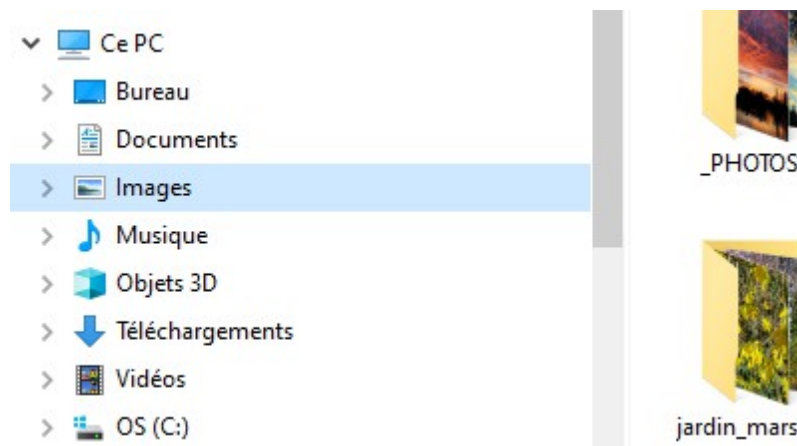 Ce PC
Bureau
Documents
Images
Musique
Objets 3D
Téléchargements
Vidéos
OS (C:)
_PHOTOS
jardin_mars